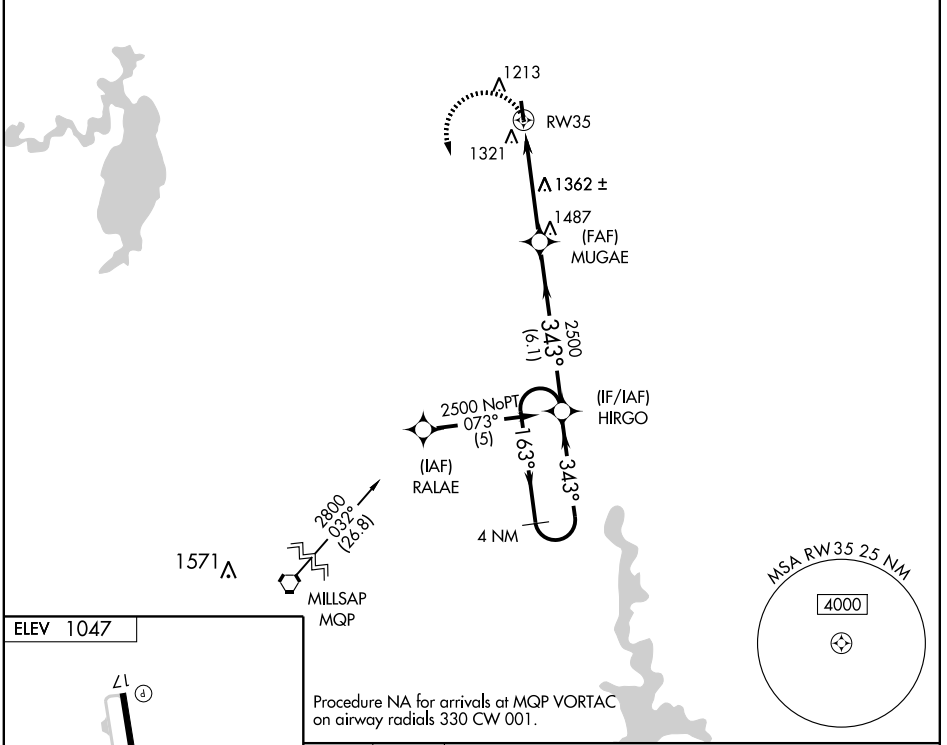 1213
RW35
1321
1362 ±
1487
(FAF)
MUGAE
2500
343°
(6.1)
2500 NoPT
073°
(5)
(IF/IAF)
HIRGO
(IAF)
RALAE
163°
343°
4 NM
2800
032°
(26.8)
1571
MILLSAP
MQP
MSA RW35 25 NM
4000
ELEV 1047
17
P
Procedure NA for arrivals at MQP VORTAC
on airway radials 330 CW 001.